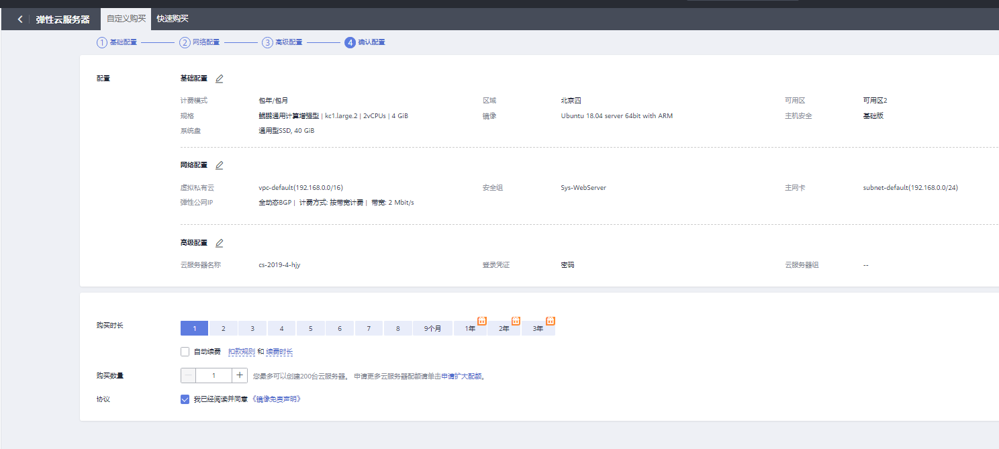 弹性云服务器 自定义购买 快速购买
1 基础配置 2 网络配置 3 高级配置 4 确认配置
配置 基础配置
计费模式 包年/包月 区域 北京四 可用区 可用区2
规格 鲲鹏通用计算增强型 | kc1.large.2 | 2vCPUs | 4 GiB 镜像 Ubuntu 18.04 server 64bit with ARM 主机安全 基础版
系统盘 通用型SSD, 40 GiB
网络配置
虚拟私有云 vpc-default(192.168.0.0/16) 安全组 Sys-WebServer 主网卡 subnet-default(192.168.0.0/24)
弹性公网IP 全动态BGP | 计费方式: 按带宽计费 | 带宽: 2 Mbit/s
高级配置
云服务器名称 cs-2019-4-hjy 登录凭证 密码 云服务器组 --
购买时长 1 2 3 4 5 6 7 8 9个月 1年 2年 3年
自动续费 扣款规则 和 续费时长
购买数量 1 + 您最多可以创建200台云服务器。 申请更多云服务器配额请单击申请扩大配额。
协议 我已经阅读并同意《镜像免责声明》